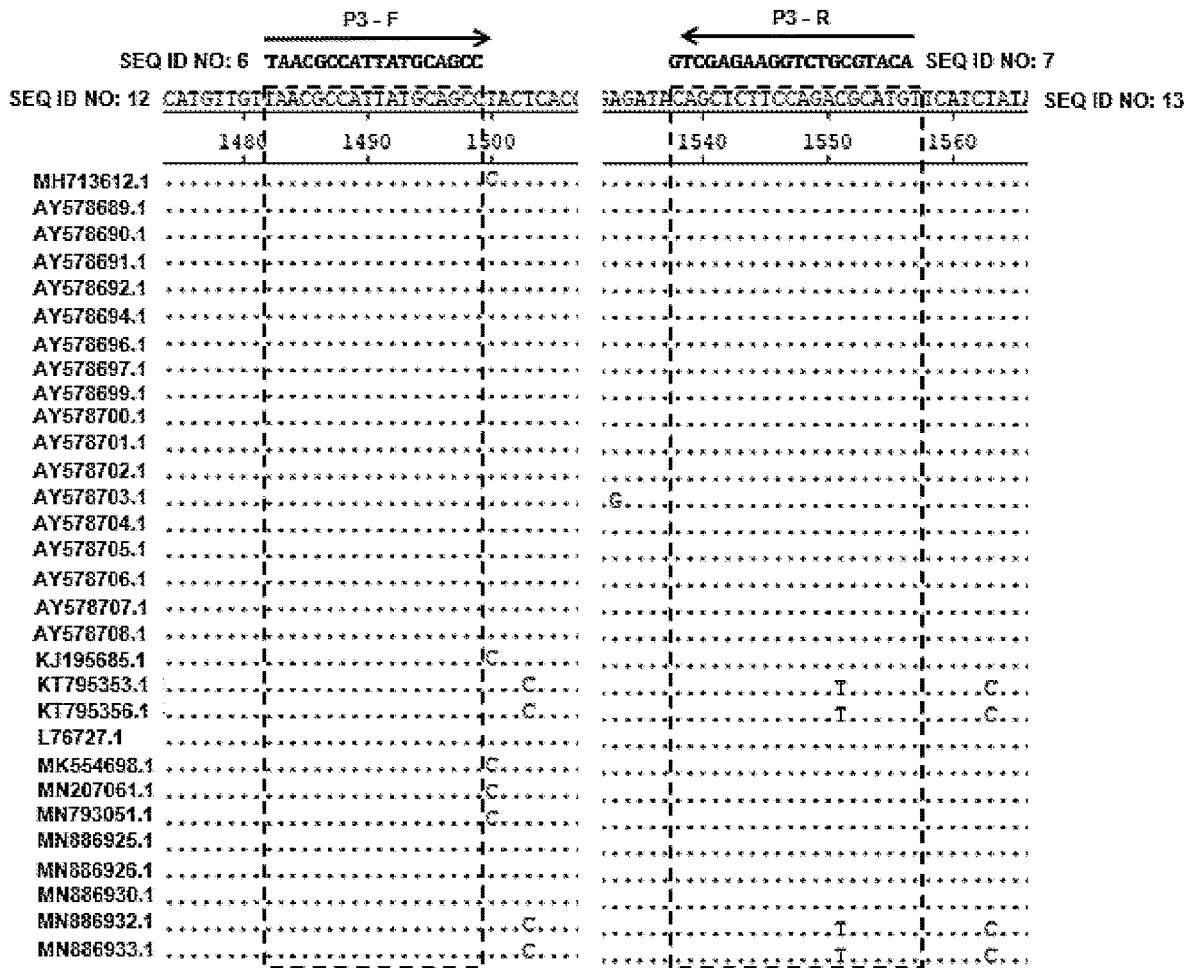 P3 - F P3 - R
SEQ ID NO: 6 TAACGCCATTATGCAGCC GTCGAGAAGGTCTGCGTACA SEQ ID NO: 7
SEQ ID NO: 12 CATGTTGTTAACGCCATTATGCAGCCTACTCACC GAGATACAGCTCTTCCAGACGCATGTTCATCTATA SEQ ID NO: 13
1480 1490 1500 1540 1550 1560
MH713612.1 C
AY578689.1
AY578690.1
AY578691.1
AY578692.1
AY578694.1
AY578696.1
AY578697.1
AY578699.1
AY578700.1
AY578701.1
AY578702.1
AY578703.1 G
AY578704.1
AY578705.1
AY578706.1
AY578707.1
AY578708.1
KJ195685.1 C
KT795353.1 C T C
KT795356.1 C T C
L76727.1
MK554698.1 C
MN207061.1 C
MN793051.1 C
MN886925.1
MN886926.1
MN886930.1
MN886932.1 C T C
MN886933.1 C T C